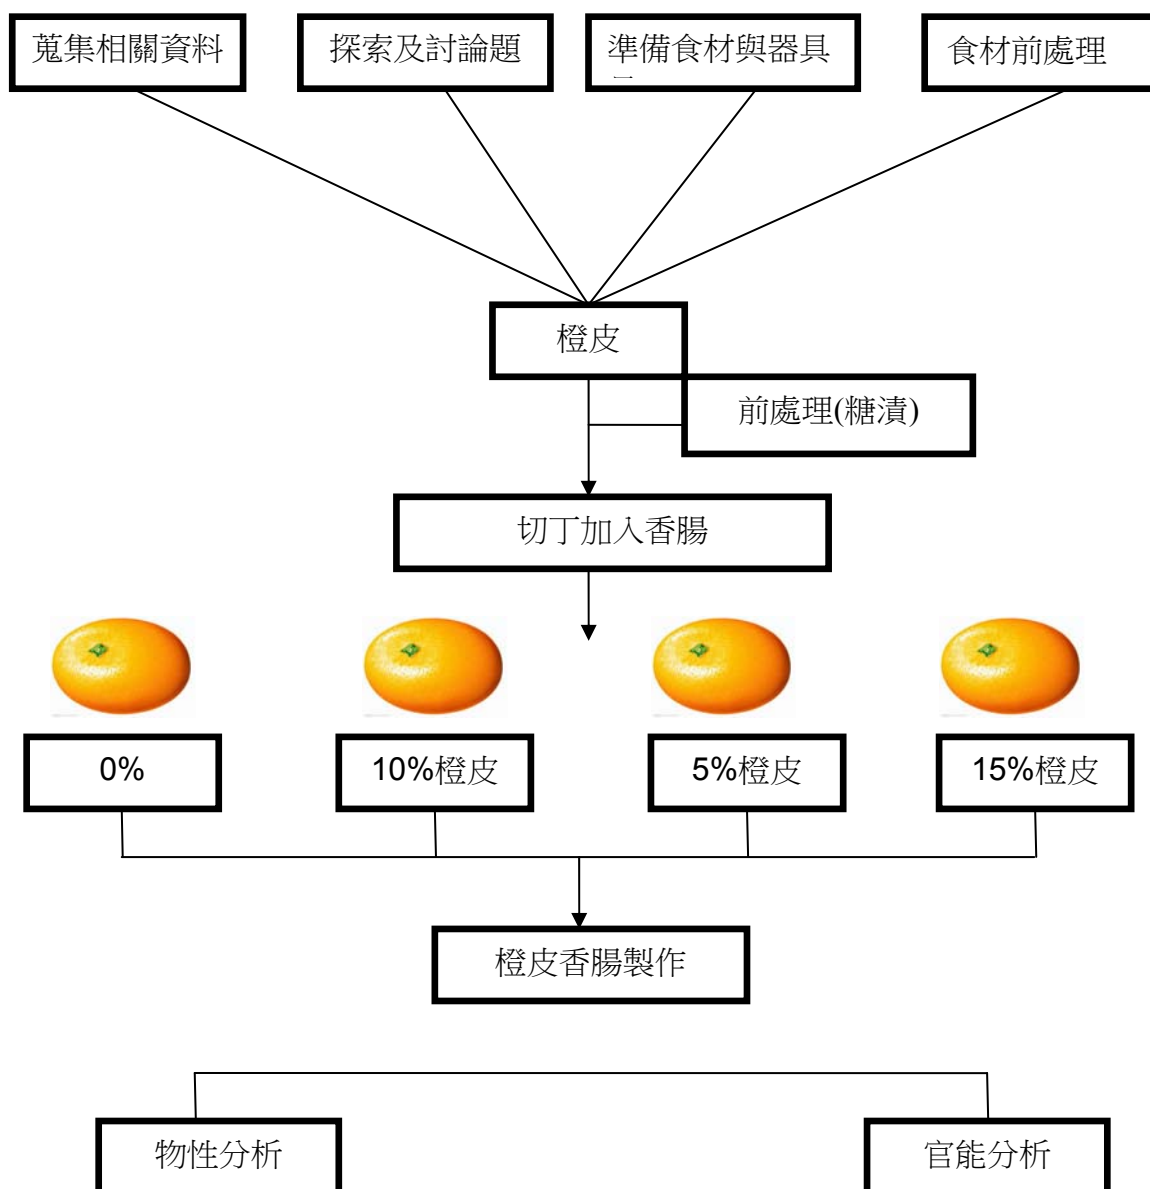 蒐集相關資料
探索及討論題
準備食材與器具
食材前處理
橙皮
前處理(糖漬)
切丁加入香腸
0%
10%橙皮
5%橙皮
15%橙皮
橙皮香腸製作
物性分析
官能分析